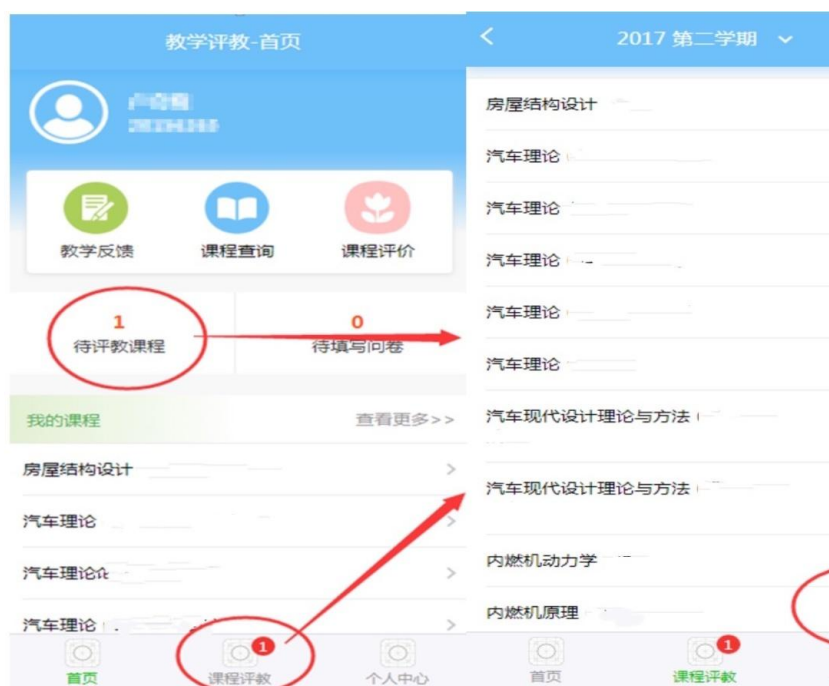 教学评教-首页
教学反馈
课程查询
课程评价
1
待评教课程
0
待填写问卷
我的课程
查看更多>>
房屋结构设计
汽车理论
汽车理论
汽车理论
首页
1
课程评教
个人中心
2017 第二学期
房屋结构设计
汽车理论
汽车理论
汽车理论
汽车理论
汽车理论
汽车现代设计理论与方法
汽车现代设计理论与方法
内燃机动力学
内燃机原理
首页
1
课程评教